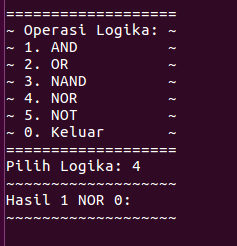 ===================
~ Operasi Logika: ~
~ 1. AND          ~
~ 2. OR           ~
~ 3. NAND         ~
~ 4. NOR          ~
~ 5. NOT          ~
~ 0. Keluar       ~
===================
Pilih Logika: 4
~~~~~~~~~~~~~~~~~~~
Hasil 1 NOR 0:
~~~~~~~~~~~~~~~~~~~